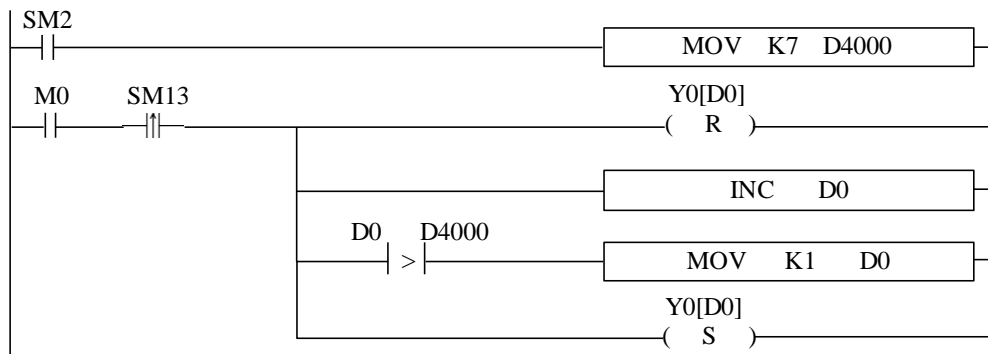 SM2
MOV K7 D4000
M0 SM13 Y0[D0]
( R )
INC D0
D0 D4000
> MOV K1 D0
Y0[D0]
( S )